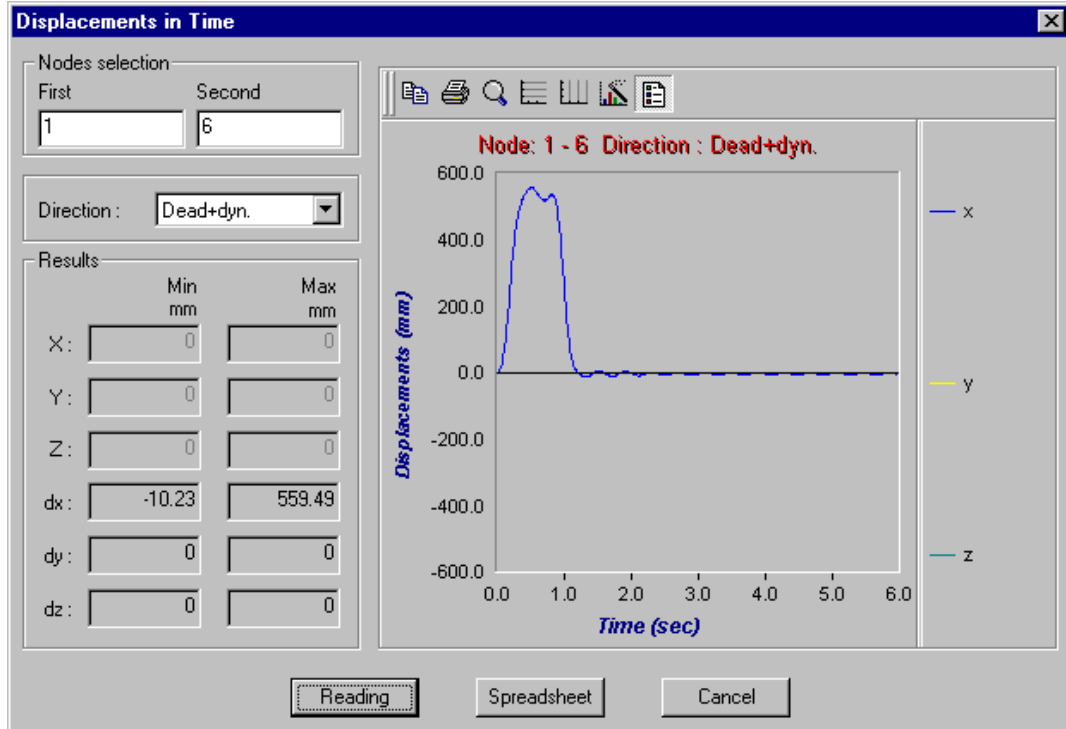 Displacements in Time
Nodes selection
First Second
1 6
Direction : Dead+dyn.
Results
Min Max
mm mm
X : 0 0
Y : 0 0
Z : 0 0
dx : -10.23 559.49
dy : 0 0
dz : 0 0
Node: 1 - 6 Direction : Dead+dyn.
600.0
400.0
200.0
0.0
-200.0
-400.0
-600.0
Displacements (mm)
0.0 1.0 2.0 3.0 4.0 5.0 6.0
Time (sec)
x
y
z
Reading Spreadsheet Cancel